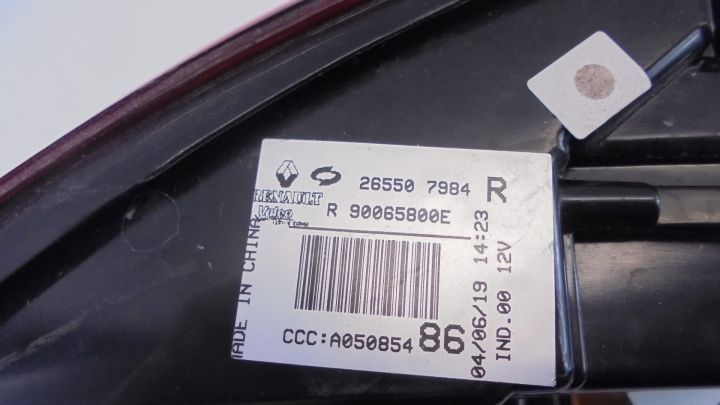 26550 7984 R
RENAULT
Valeo
R 90065800E
CCC:A050854 86
MADE IN CHINA
04/06/19 14:23
IND.00 12V